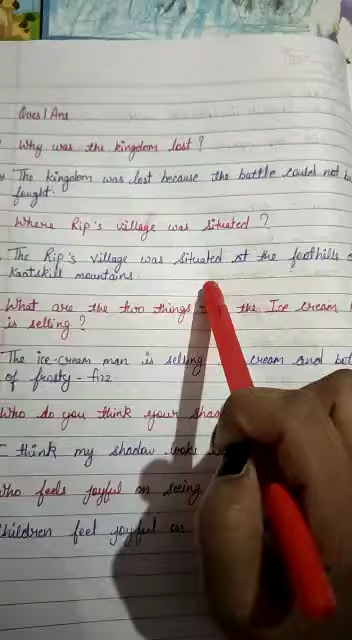 Ques/Ans
Why was the kingdom lost?
The kingdom was lost because the battle could not
fought.
Where Rip's village was situated?
The Rip's village was situated at the foothills
Kaatskill mountains.
What are the two things the Ice cream
is selling?
The ice-cream man is selling cream and
of frosty-fizz
Who do you think your
I think my shadow looks
Who feels joyful on seeing
Children feel joyful on